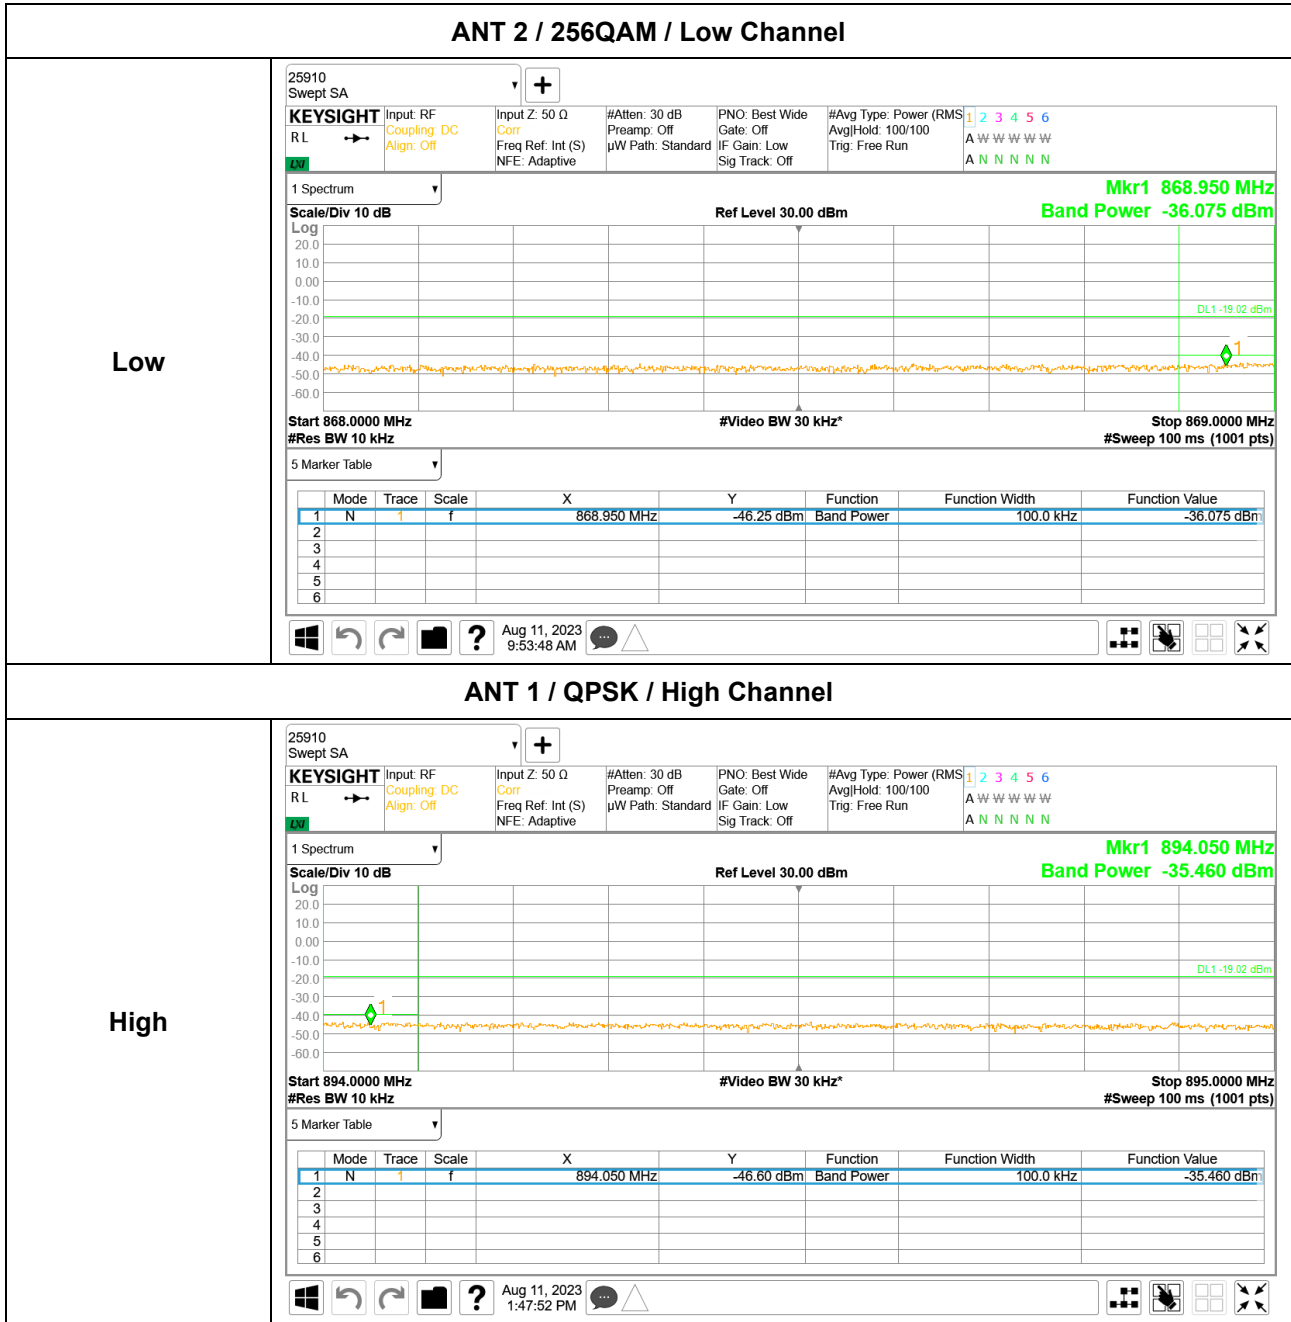 ANT 2 / 256QAM / Low Channel
Low
25910
Swept SA
KEYSIGHT
R L
LXI
Input: RF
Coupling: DC
Align: Off
Input Z: 50 Ω
Corr
Freq Ref: Int (S)
NFE: Adaptive
#Atten: 30 dB
Preamp: Off
µW Path: Standard
PNO: Best Wide
Gate: Off
IF Gain: Low
Sig Track: Off
#Avg Type: Power (RMS
Avg|Hold: 100/100
Trig: Free Run
1 2 3 4 5 6
A W W W W W
A N N N N N
1 Spectrum
Mkr1 868.950 MHz
Scale/Div 10 dB
Ref Level 30.00 dBm
Band Power -36.075 dBm
Log
20.0
10.0
0.00
-10.0
DL1 -19.02 dBm
-20.0
-30.0
1
-40.0
-50.0
-60.0
Start 868.0000 MHz
#Video BW 30 kHz*
Stop 869.0000 MHz
#Res BW 10 kHz
#Sweep 100 ms (1001 pts)
5 Marker Table
Mode Trace Scale X Y Function Function Width Function Value
1 N 1 f 868.950 MHz -46.25 dBm Band Power 100.0 kHz -36.075 dBm
2
3
4
5
6
?
Aug 11, 2023
9:53:48 AM
ANT 1 / QPSK / High Channel
High
25910
Swept SA
KEYSIGHT
R L
LXI
Input: RF
Coupling: DC
Align: Off
Input Z: 50 Ω
Corr
Freq Ref: Int (S)
NFE: Adaptive
#Atten: 30 dB
Preamp: Off
µW Path: Standard
PNO: Best Wide
Gate: Off
IF Gain: Low
Sig Track: Off
#Avg Type: Power (RMS
Avg|Hold: 100/100
Trig: Free Run
1 2 3 4 5 6
A W W W W W
A N N N N N
1 Spectrum
Mkr1 894.050 MHz
Scale/Div 10 dB
Ref Level 30.00 dBm
Band Power -35.460 dBm
Log
20.0
10.0
0.00
-10.0
DL1 -19.02 dBm
-20.0
-30.0
1
-40.0
-50.0
-60.0
Start 894.0000 MHz
#Video BW 30 kHz*
Stop 895.0000 MHz
#Res BW 10 kHz
#Sweep 100 ms (1001 pts)
5 Marker Table
Mode Trace Scale X Y Function Function Width Function Value
1 N 1 f 894.050 MHz -46.60 dBm Band Power 100.0 kHz -35.460 dBm
2
3
4
5
6
?
Aug 11, 2023
1:47:52 PM